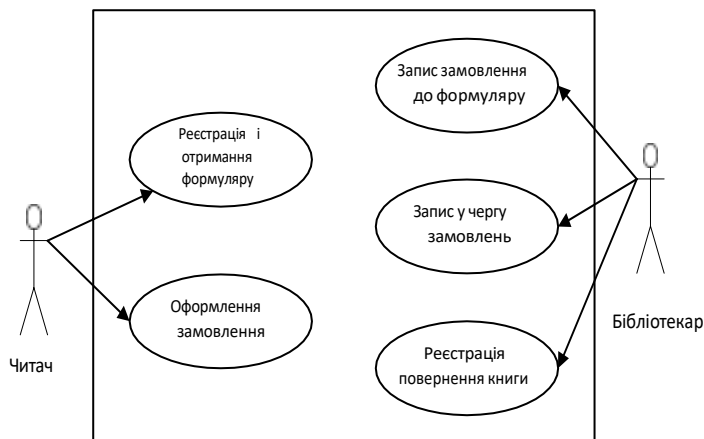 Запис замовлення
до формуляру
Реєстрація і
отримання
формуляру
Запис у чергу
замовлень
Оформлення
замовлення
Бібліотекар
Реєстрація
повернення книги
Читач